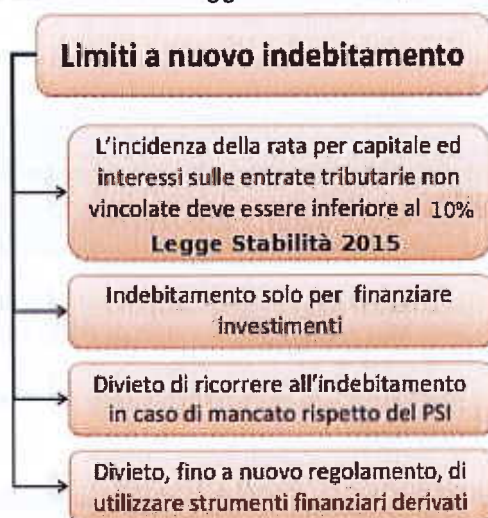 Limiti a nuovo indebitamento
L'incidenza della rata per capitale ed
interessi sulle entrate tributarie non
vincolate deve essere inferiore al 10%
Legge Stabilità 2015
Indebitamento solo per finanziare
investimenti
Divieto di ricorrere all'indebitamento
in caso di mancato rispetto del PSI
Divieto, fino a nuovo regolamento, di
utilizzare strumenti finanziari derivati